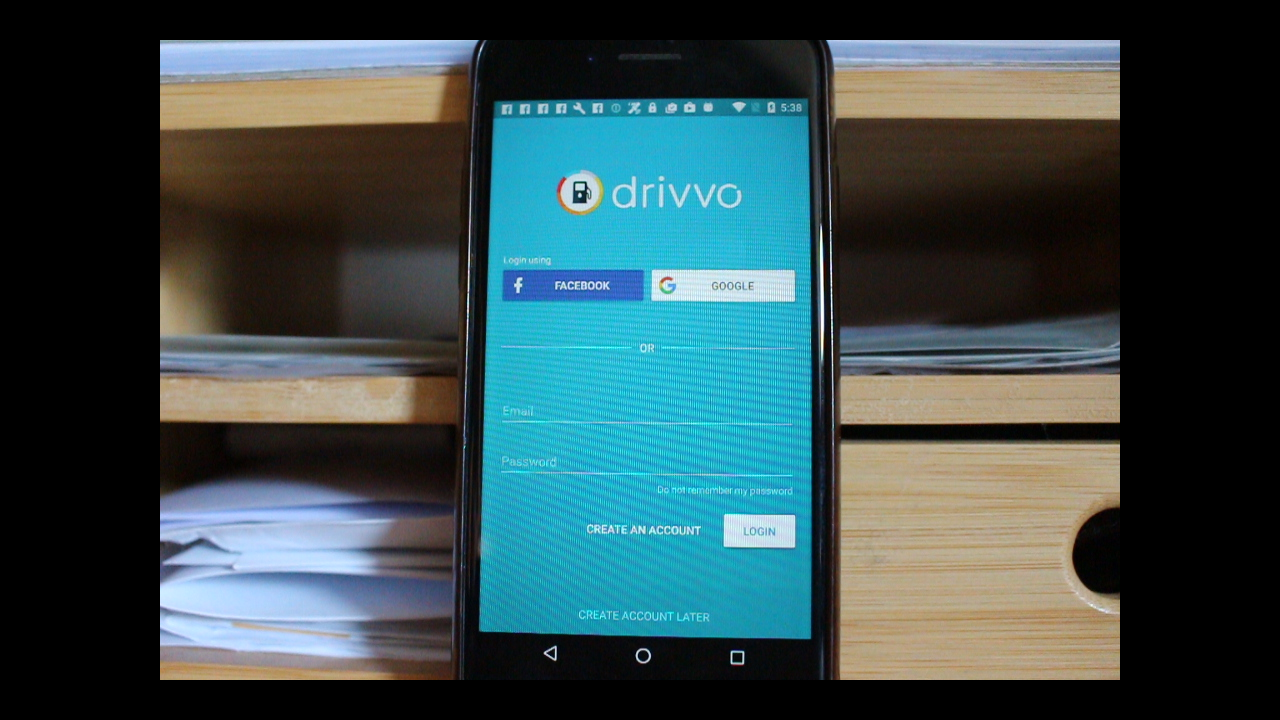 5:38
drivvo
Login using
FACEBOOK GOOGLE
OR
Email
Password
Do not remember my password
CREATE AN ACCOUNT LOGIN
CREATE ACCOUNT LATER